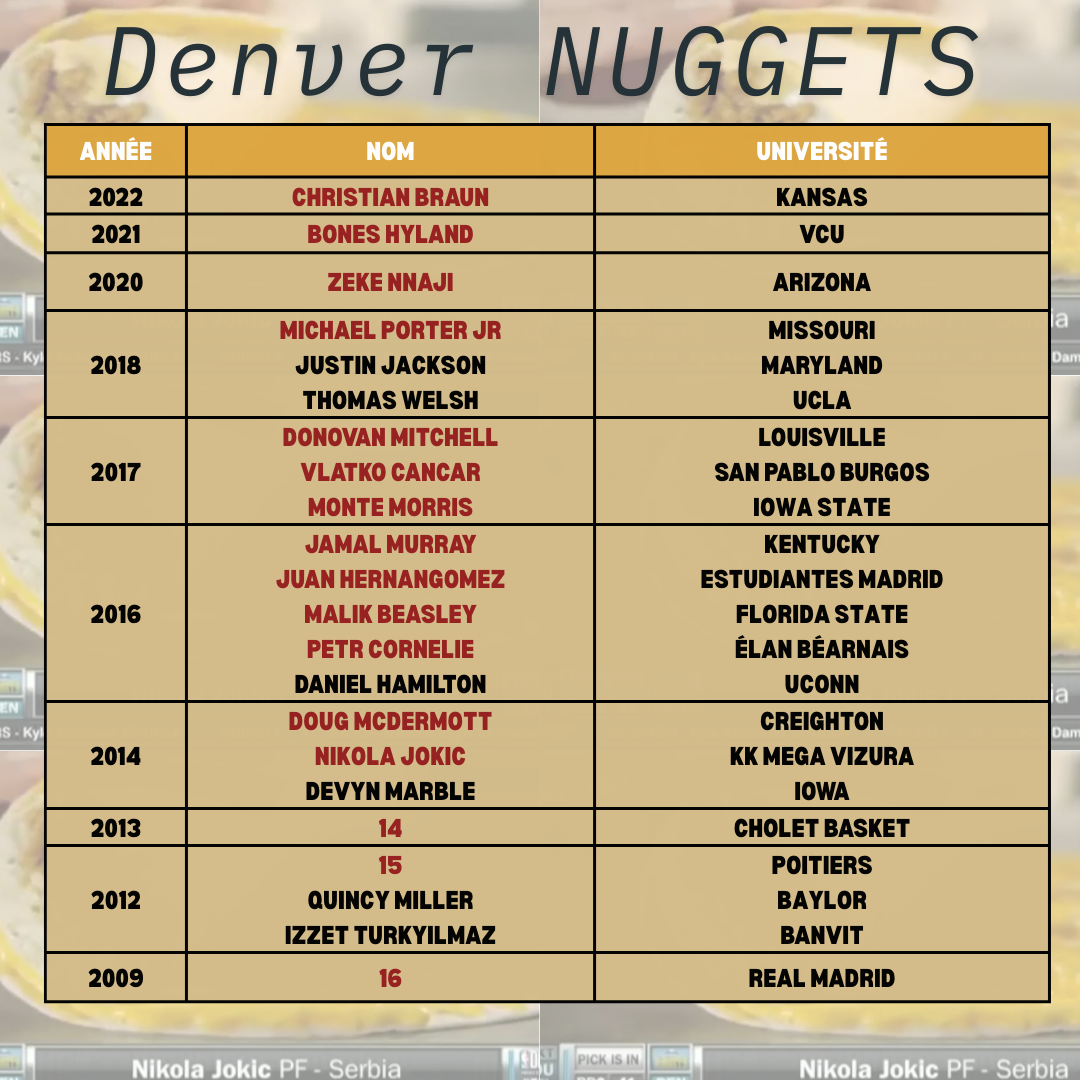 Denver NUGGETS
ANNÉE NOM UNIVERSITÉ
2022 CHRISTIAN BRAUN KANSAS
2021 BONES HYLAND VCU
2020 ZEKE NNAJI ARIZONA
MICHAEL PORTER JR MISSOURI
2018 JUSTIN JACKSON MARYLAND
THOMAS WELSH UCLA
DONOVAN MITCHELL LOUISVILLE
2017 VLATKO CANCAR SAN PABLO BURGOS
MONTE MORRIS IOWA STATE
JAMAL MURRAY KENTUCKY
JUAN HERNANGOMEZ ESTUDIANTES MADRID
2016 MALIK BEASLEY FLORIDA STATE
PETR CORNELIE ÉLAN BÉARNAIS
DANIEL HAMILTON UCONN
DOUG MCDERMOTT CREIGHTON
2014 NIKOLA JOKIC KK MEGA VIZURA
DEVYN MARBLE IOWA
2013 14 CHOLET BASKET
15 POITIERS
2012 QUINCY MILLER BAYLOR
IZZET TURKYILMAZ BANVIT
2009 16 REAL MADRID
PICK IS IN
Nikola Jokic PF - Serbia Nikola Jokic PF - Serbia